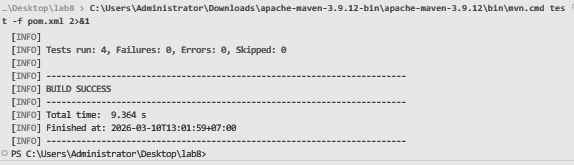 …\Desktop\lab8 > C:\Users\Administrator\Downloads\apache-maven-3.9.12-bin\apache-maven-3.9.12\bin\mvn.cmd tes
t -f pom.xml 2>&1
[INFO]
[INFO] Tests run: 4, Failures: 0, Errors: 0, Skipped: 0
[INFO]
[INFO]
[INFO] ------------------------------------------------------------------------
[INFO] BUILD SUCCESS
[INFO] ------------------------------------------------------------------------
[INFO] Total time:  9.364 s
[INFO] Finished at: 2026-03-10T13:01:59+07:00
[INFO] ------------------------------------------------------------------------
PS C:\Users\Administrator\Desktop\lab8>